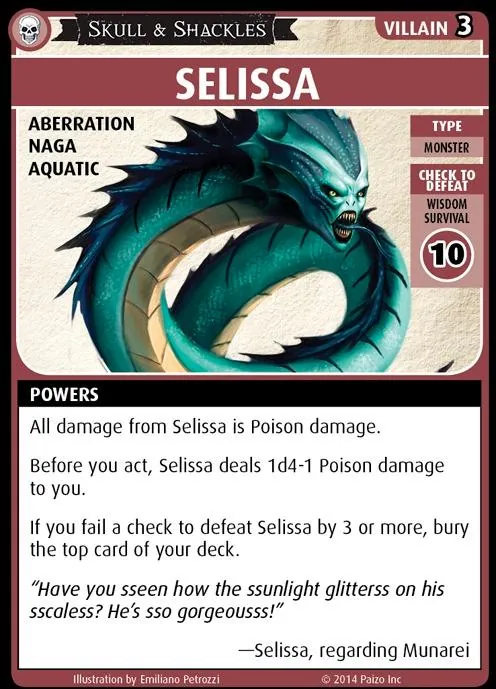 SKULL & SHACKLES
VILLAIN 3
SELISSA
ABERRATION
NAGA
AQUATIC
TYPE
MONSTER
CHECK TO
DEFEAT
WISDOM
SURVIVAL
10
POWERS
All damage from Selissa is Poison damage.
Before you act, Selissa deals 1d4-1 Poison damage
to you.
If you fail a check to defeat Selissa by 3 or more, bury
the top card of your deck.
“Have you sseen how the ssunlight glitterss on his
sscaless? He’s sso gorgeousss!”
—Selissa, regarding Munarei
Illustration by Emiliano Petrozzi
© 2014 Paizo Inc